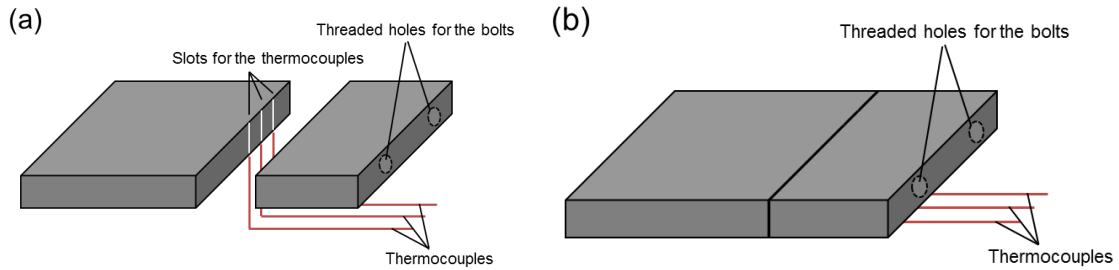 (a)
Threaded holes for the bolts
Slots for the thermocouples
Thermocouples
(b)
Threaded holes for the bolts
Thermocouples